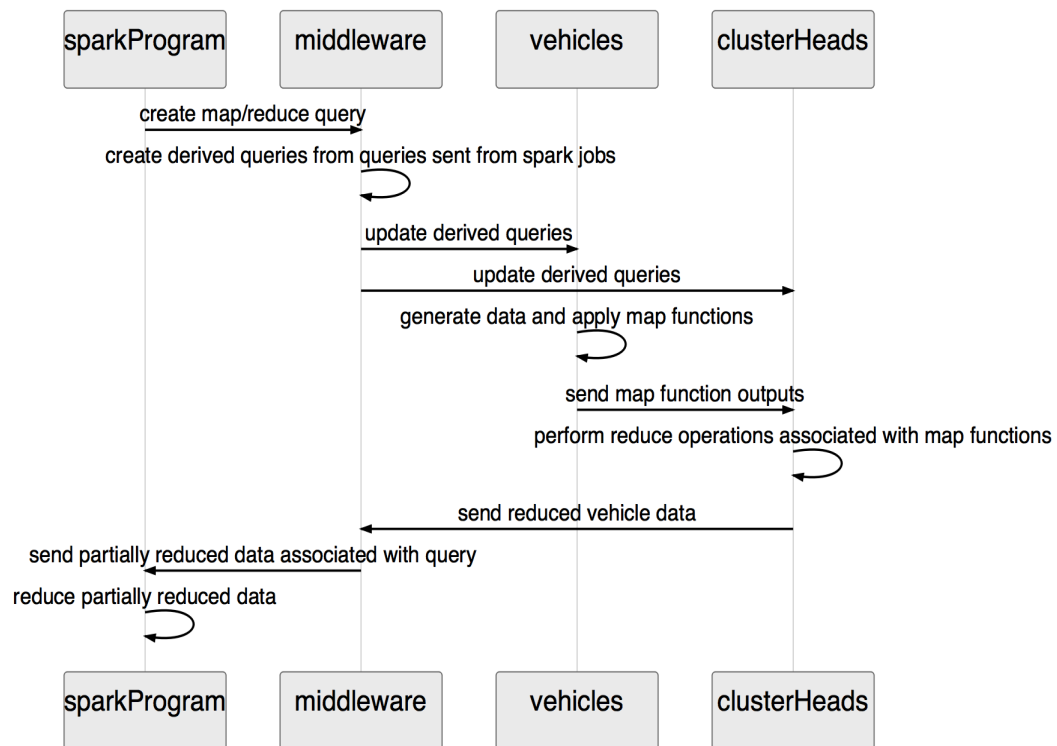 sparkProgram middleware vehicles clusterHeads
create map/reduce query
create derived queries from queries sent from spark jobs
update derived queries
update derived queries
generate data and apply map functions
send map function outputs
perform reduce operations associated with map functions
send reduced vehicle data
send partially reduced data associated with query
reduce partially reduced data
sparkProgram middleware vehicles clusterHeads